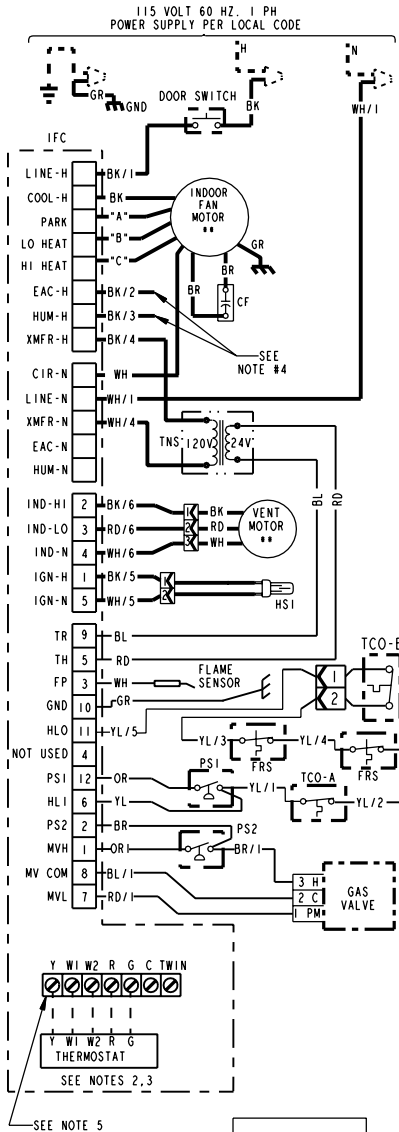 115 VOLT 60 HZ. 1 PH
POWER SUPPLY PER LOCAL CODE
H
N
GR
GND
DOOR SWITCH
BK
WH/1
IFC
LINE-H
BK/1
COOL-H
BK
PARK
"A"
LO HEAT
"B"
HI HEAT
"C"
INDOOR
FAN
MOTOR
**
GR
BR
BR
CF
EAC-H
BK/2
HUM-H
BK/3
XMFR-H
BK/4
SEE
NOTE #4
CIR-N
WH
LINE-N
WH/1
XMFR-N
WH/4
EAC-N
HUM-N
TNS
120V
24V
BL
RD
IND-HI 2 BK/6 1 BK
IND-LO 3 RD/6 2 RD
IND-N 4 WH/6 3 WH
VENT
MOTOR
**
IGN-H 1 BK/5 1
IGN-N 5 WH/5 2
HSI
TR 9 BL
TH 5 RD
FP 3 WH
FLAME
SENSOR
GND 10 GR
HLO 11 YL/5
NOT USED 4
TCO-B
1
2
YL/3
FRS
YL/4
FRS
PS1 12 OR
PS1
YL/1
TCO-A
YL/2
HLI 6 YL
PS2 2 BR
PS2
MVH 1 OR1
BR/1
MV COM 8 BL/1
MVL 7 RD/1
3 H
2 C
1 PM
GAS
VALVE
Y W1 W2 R G C TWIN
Y W1 W2 R G
THERMOSTAT
SEE NOTES 2,3
SEE NOTE 5